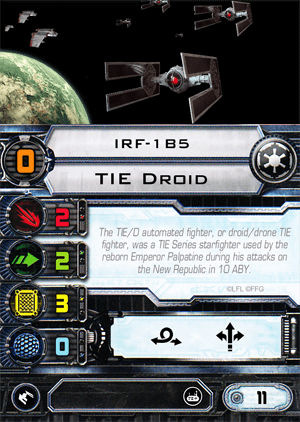 IRF-1B5
0
TIE DROID
2
The TIE/D automated fighter, or droid/drone TIE
fighter, was a TIE Series starfighter used by the
reborn Emperor Palpatine during his attacks on
the New Republic in 10 ABY.
2
©LFL ©FFG
3
0
11